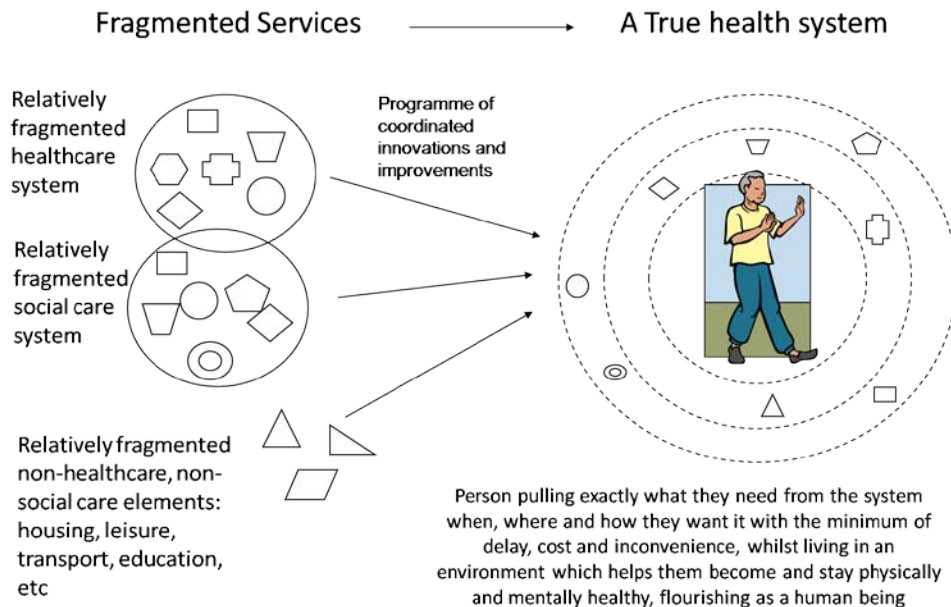 Fragmented Services
A True health system
Relatively
fragmented
healthcare
system
Programme of
coordinated
innovations and
improvements
Relatively
fragmented
social care
system
Relatively fragmented
non-healthcare, non-
social care elements:
housing, leisure,
transport, education,
etc
Person pulling exactly what they need from the system
when, where and how they want it with the minimum of
delay, cost and inconvenience, whilst living in an
environment which helps them become and stay physically
and mentally healthy, flourishing as a human being